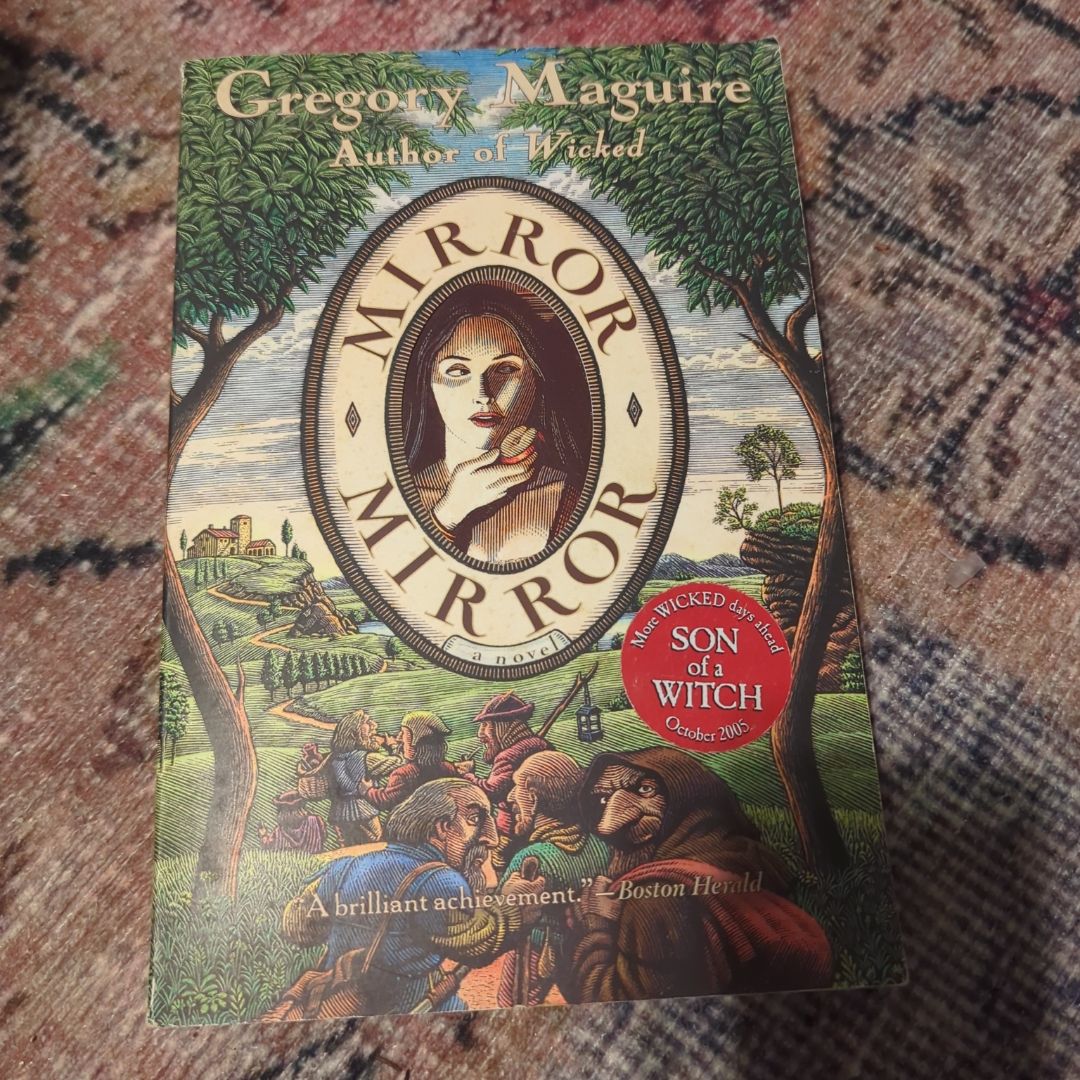 Gregory Maguire
Author of Wicked
MIRROR
MIRROR
a novel
More WICKED days ahead
SON
of a
WITCH
October 2005
"A brilliant achievement."—Boston Herald